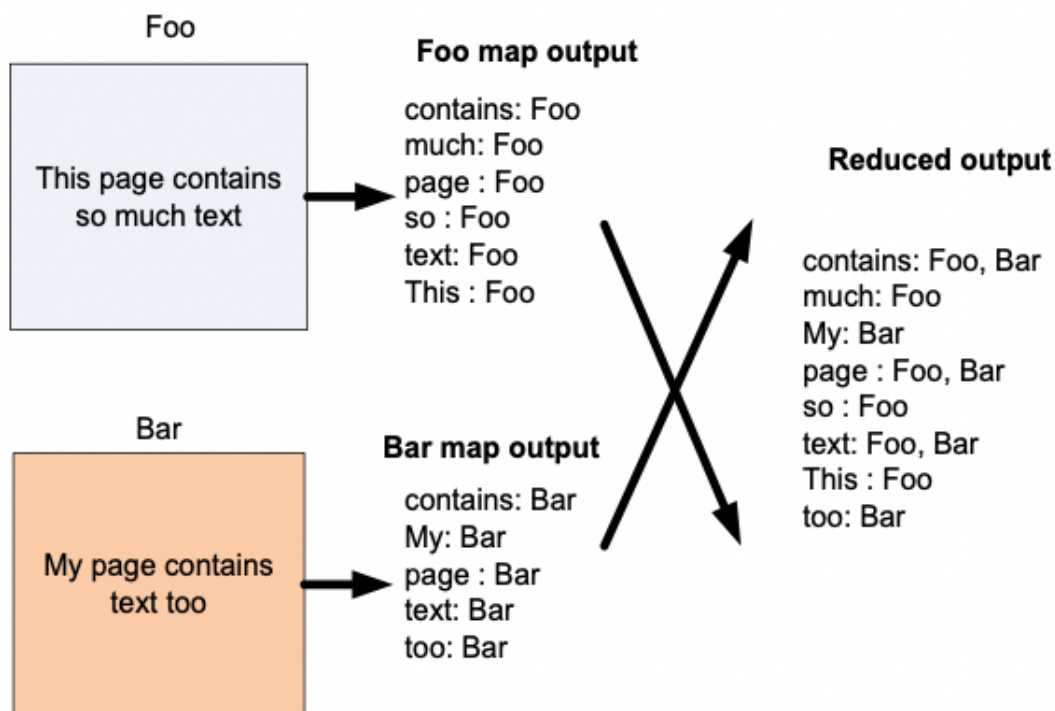 Foo
This page contains
so much text
Foo map output
contains: Foo
much: Foo
page : Foo
so : Foo
text: Foo
This : Foo
Bar
My page contains
text too
Bar map output
contains: Bar
My: Bar
page : Bar
text: Bar
too: Bar
Reduced output
contains: Foo, Bar
much: Foo
My: Bar
page : Foo, Bar
so : Foo
text: Foo, Bar
This : Foo
too: Bar